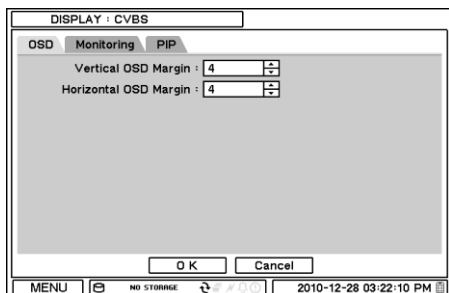 DISPLAY : CVBS
OSD Monitoring PIP
Vertical OSD Margin : 4
Horizontal OSD Margin : 4
OK Cancel
MENU NO STORAGE 2010-12-28 03:22:10 PM